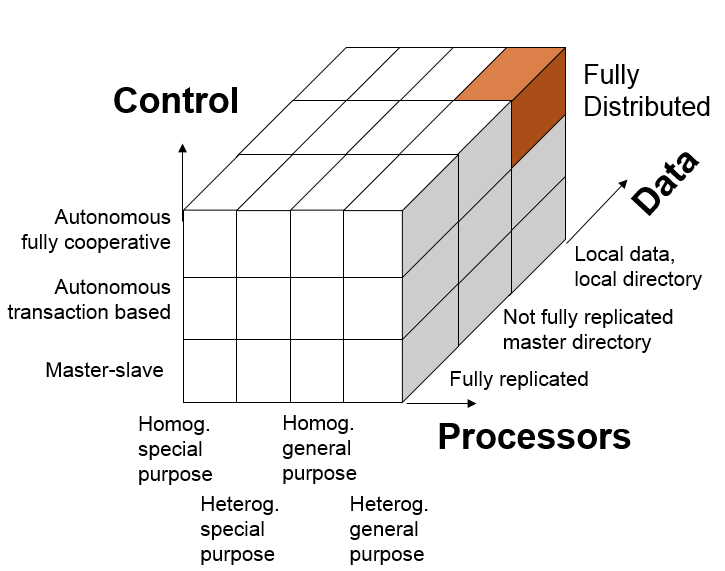 Control
Fully
Distributed
Data
Autonomous
fully cooperative
Autonomous
transaction based
Master-slave
Local data,
local directory
Not fully replicated
master directory
Fully replicated
Processors
Homog.
special
purpose
Homog.
general
purpose
Heterog.
special
purpose
Heterog.
general
purpose